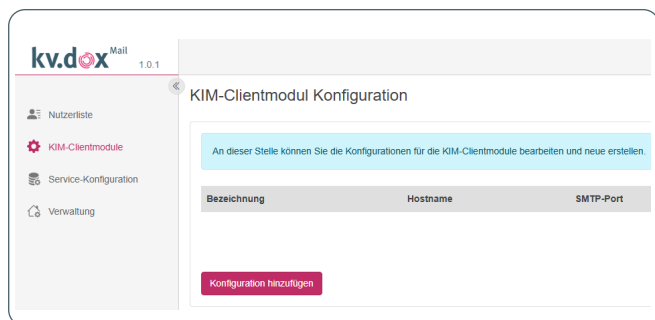 kv.dox Mail 1.0.1
KIM-Clientmodul Konfiguration
Nutzerliste
KIM-Clientmodule
Service-Konfiguration
Verwaltung
An dieser Stelle können Sie die Konfigurationen für die KIM-Clientmodule bearbeiten und neue erstellen.
Bezeichnung Hostname SMTP-Port
Konfiguration hinzufügen